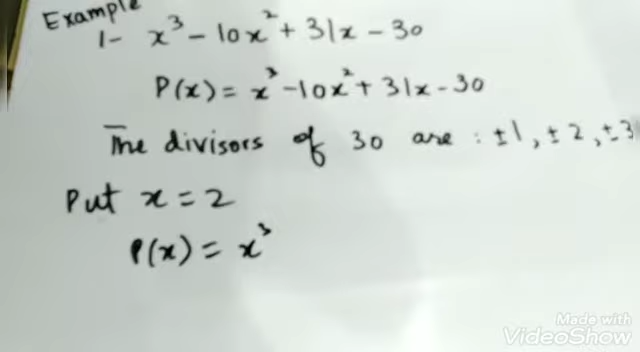 Example
1- x³ - 10x² + 31x - 30
P(x) = x³ - 10x² + 31x - 30
The divisors of 30 are : ±1, ±2, ±3
Put x = 2
P(x) = x³
Made with
VideoShow